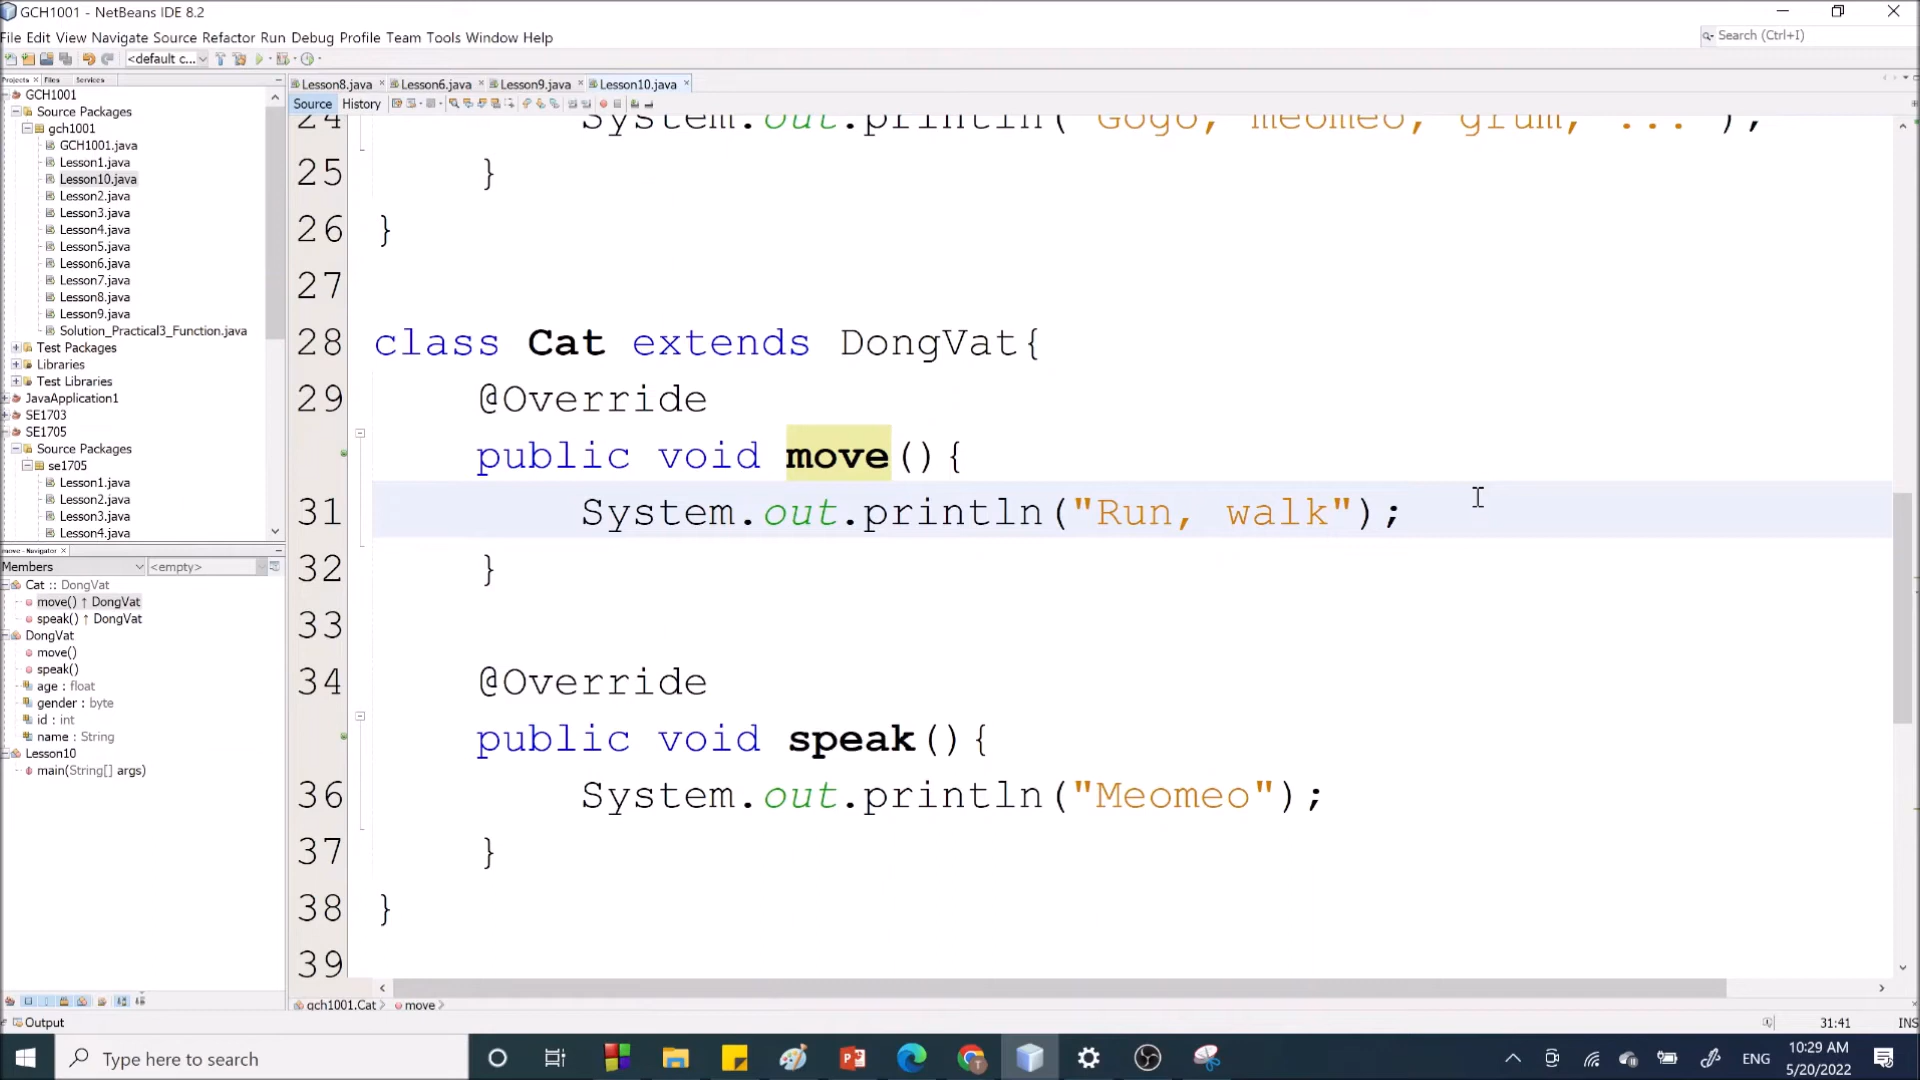 GCH1001 - NetBeans IDE 8.2
File Edit View Navigate Source Refactor Run Debug Profile Team Tools Window Help
Search (Ctrl+I)
<default c...
Projects × Files Services
Lesson8.java × Lesson6.java × Lesson9.java × Lesson10.java ×
Source History
GCH1001
Source Packages
gch1001
GCH1001.java
Lesson1.java
Lesson10.java
Lesson2.java
Lesson3.java
Lesson4.java
Lesson5.java
Lesson6.java
Lesson7.java
Lesson8.java
Lesson9.java
Solution_Practical3_Function.java
Test Packages
Libraries
Test Libraries
JavaApplication1
SE1703
SE1705
Source Packages
se1705
Lesson1.java
Lesson2.java
Lesson3.java
Lesson4.java
move - Navigator ×
Members <empty>
Cat :: DongVat
move() ↑ DongVat
speak() ↑ DongVat
DongVat
move()
speak()
age : float
gender : byte
id : int
name : String
Lesson10
main(String[] args)
24 System.out.println("Gogo, meomeo, grum, ...");
25 }
26 }
27
28 class Cat extends DongVat{
29 @Override
public void move(){
31 System.out.println("Run, walk");
32 }
33
34 @Override
public void speak(){
36 System.out.println("Meomeo");
37 }
38 }
39
gch1001.Cat > move >
Output
31:41 INS
Type here to search
ENG
10:29 AM
5/20/2022